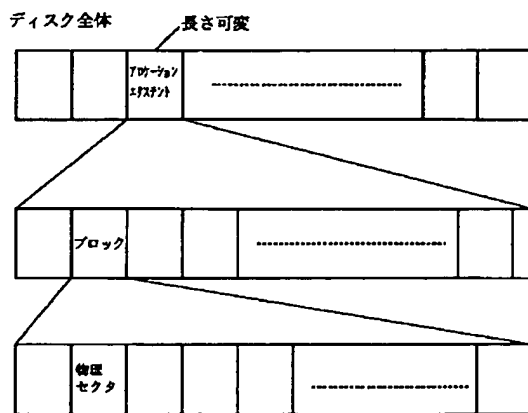 ディスク全体
長さ可変
アロケーション
エクステント
ブロック
物理
セクタ